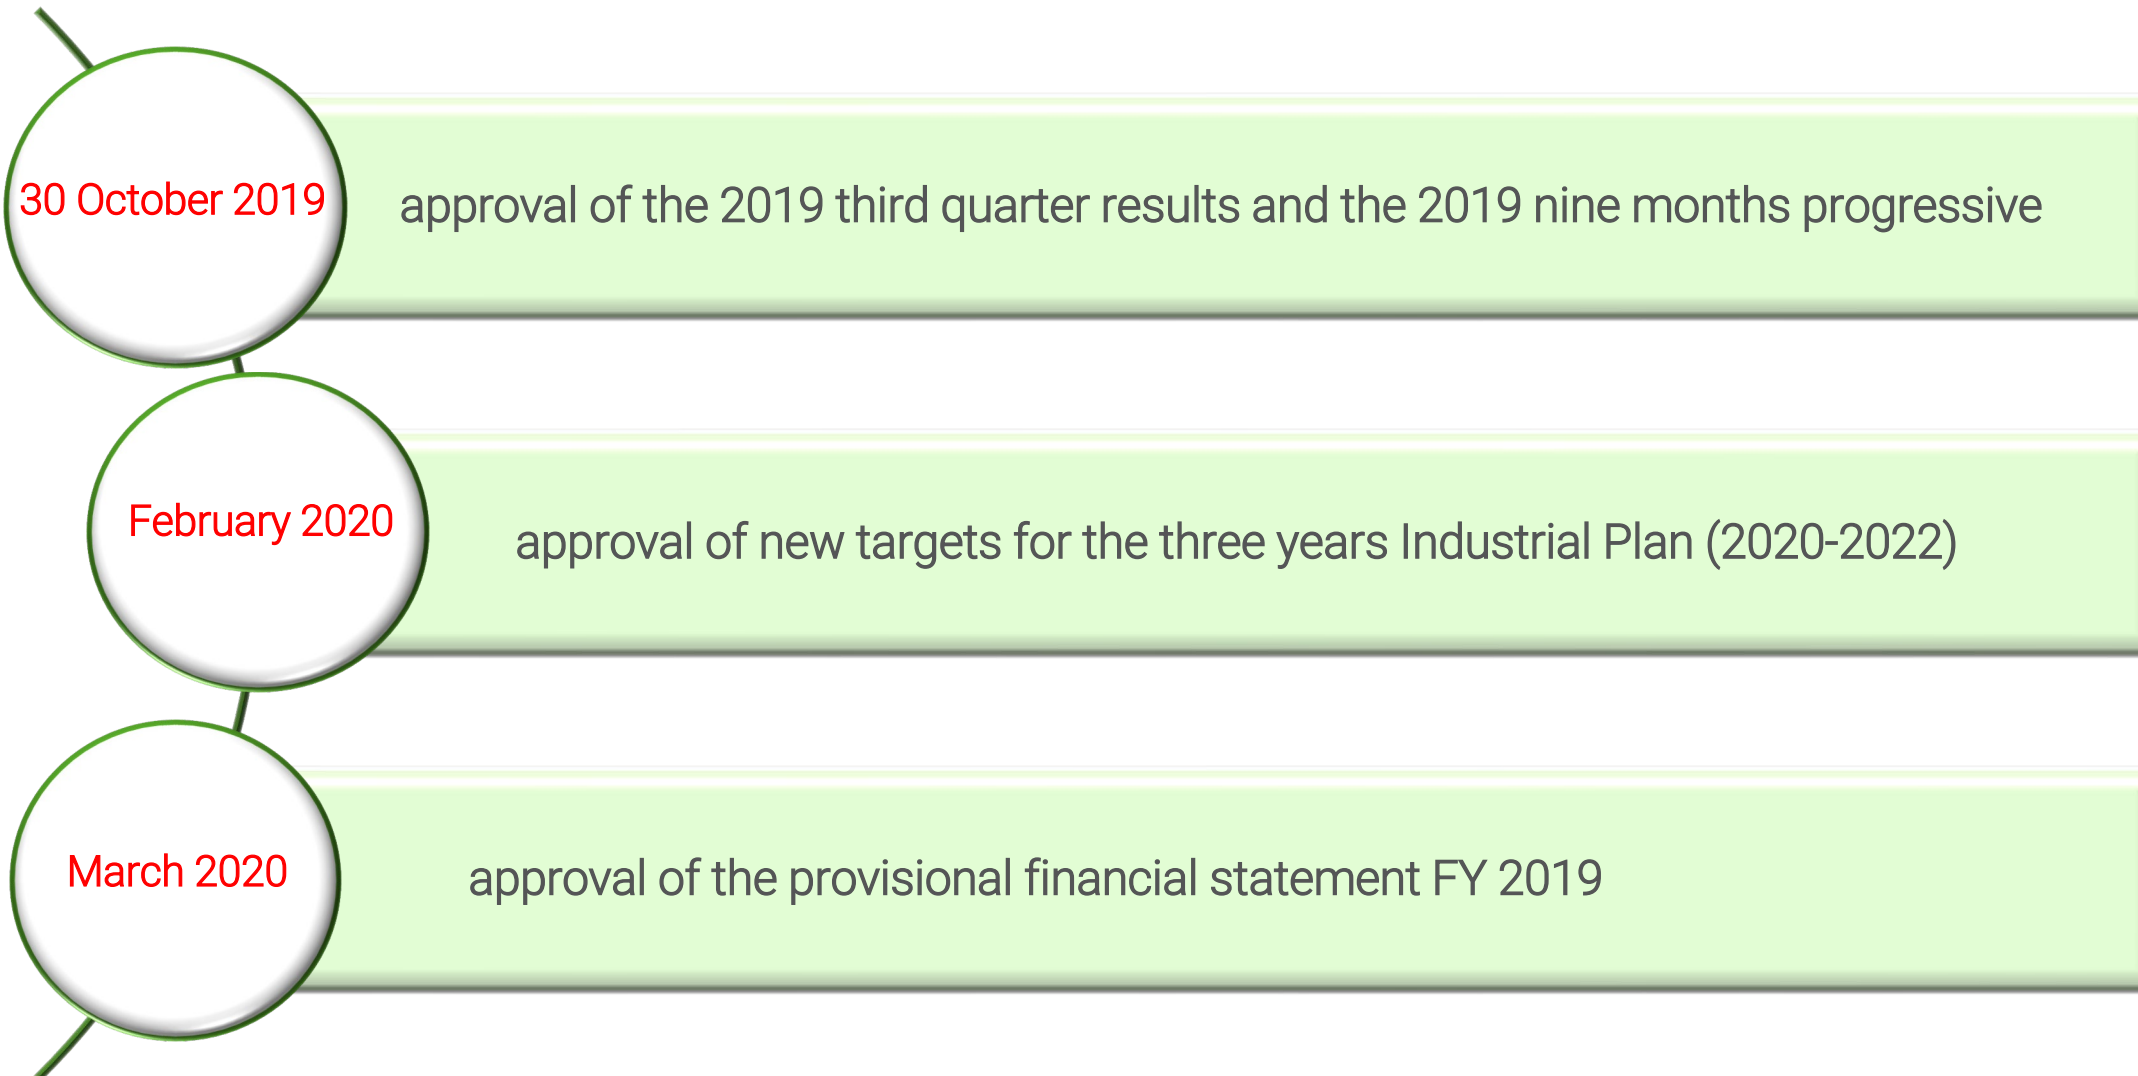 30 October 2019
approval of the 2019 third quarter results and the 2019 nine months progressive
February 2020
approval of new targets for the three years Industrial Plan (2020-2022)
March 2020
approval of the provisional financial statement FY 2019